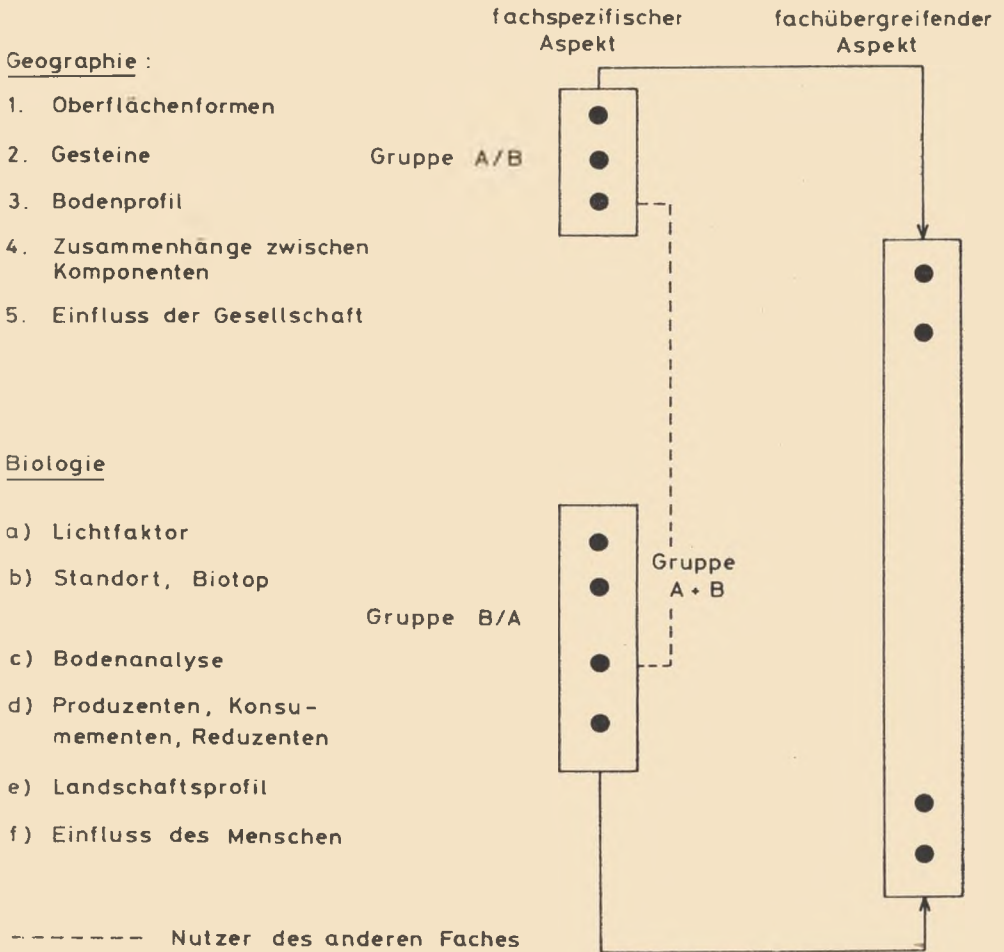 fachspezifischer
Aspekt
fachübergreifender
Aspekt
Geographie :
1. Oberflächenformen
2. Gesteine
Gruppe A/B
3. Bodenprofil
4. Zusammenhänge zwischen
Komponenten
5. Einfluss der Gesellschaft
Biologie
a) Lichtfaktor
b) Standort, Biotop
Gruppe
A + B
Gruppe B/A
c) Bodenanalyse
d) Produzenten, Konsu-
mementen, Reduzenten
e) Landschaftsprofil
f) Einfluss des Menschen
------- Nutzer des anderen Faches